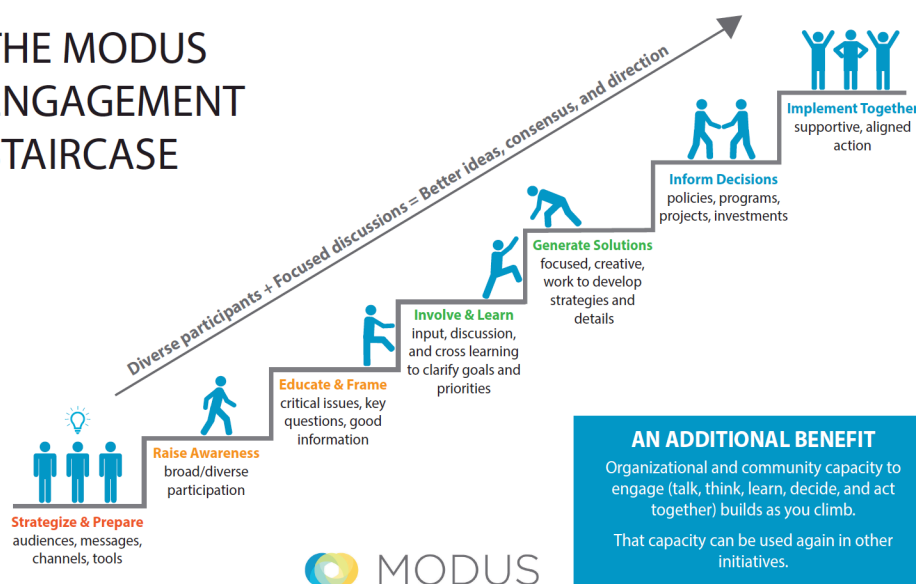 THE MODUS
ENGAGEMENT
STAIRCASE
Diverse participants + Focused discussions = Better ideas, consensus, and direction
Implement Together
supportive, aligned
action
Inform Decisions
policies, programs,
projects, investments
Generate Solutions
focused, creative,
work to develop
strategies and
details
Involve & Learn
input, discussion,
and cross learning
to clarify goals and
priorities
Educate & Frame
critical issues, key
questions, good
information
Raise Awareness
broad/diverse
participation
Strategize & Prepare
audiences, messages,
channels, tools
AN ADDITIONAL BENEFIT
Organizational and community capacity to
engage (talk, think, learn, decide, and act
together) builds as you climb.
That capacity can be used again in other
initiatives.
MODUS